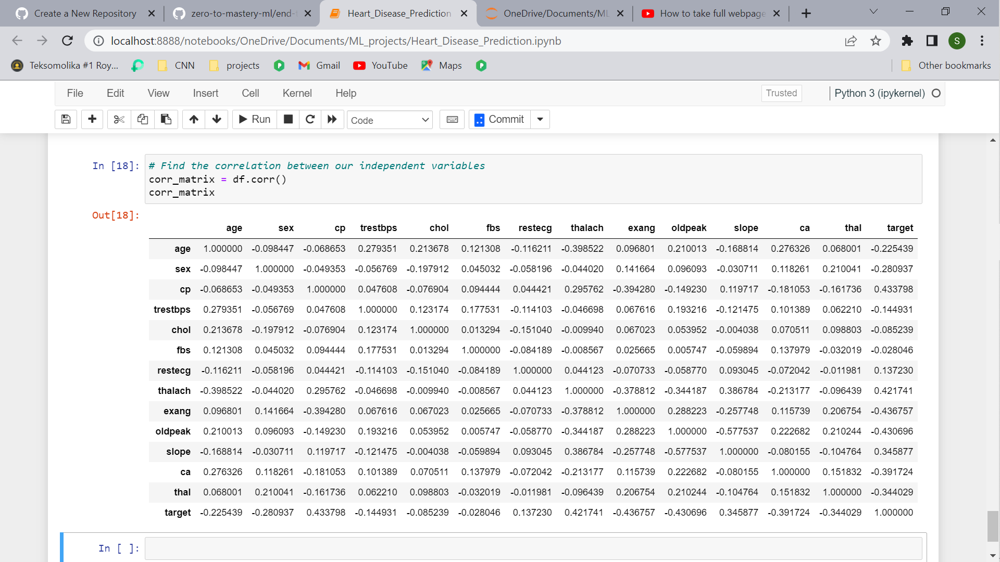 Create a New Repository zero-to-mastery-ml/end- Heart_Disease_Prediction OneDrive/Documents/ML How to take full webpage
localhost:8888/notebooks/OneDrive/Documents/ML_projects/Heart_Disease_Prediction.ipynb S
Teksomolika #1 Roy... CNN projects Gmail YouTube Maps Other bookmarks
File Edit View Insert Cell Kernel Help Trusted Python 3 (ipykernel)
Run Code Commit
In [18]: # Find the correlation between our independent variables
corr_matrix = df.corr()
corr_matrix
Out[18]:
age sex cp trestbps chol fbs restecg thalach exang oldpeak slope ca thal target
age 1.000000 -0.098447 -0.068653 0.279351 0.213678 0.121308 -0.116211 -0.398522 0.096801 0.210013 -0.168814 0.276326 0.068001 -0.225439
sex -0.098447 1.000000 -0.049353 -0.056769 -0.197912 0.045032 -0.058196 -0.044020 0.141664 0.096093 -0.030711 0.118261 0.210041 -0.280937
cp -0.068653 -0.049353 1.000000 0.047608 -0.076904 0.094444 0.044421 0.295762 -0.394280 -0.149230 0.119717 -0.181053 -0.161736 0.433798
trestbps 0.279351 -0.056769 0.047608 1.000000 0.123174 0.177531 -0.114103 -0.046698 0.067616 0.193216 -0.121475 0.101389 0.062210 -0.144931
chol 0.213678 -0.197912 -0.076904 0.123174 1.000000 0.013294 -0.151040 -0.009940 0.067023 0.053952 -0.004038 0.070511 0.098803 -0.085239
fbs 0.121308 0.045032 0.094444 0.177531 0.013294 1.000000 -0.084189 -0.008567 0.025665 0.005747 -0.059894 0.137979 -0.032019 -0.028046
restecg -0.116211 -0.058196 0.044421 -0.114103 -0.151040 -0.084189 1.000000 0.044123 -0.070733 -0.058770 0.093045 -0.072042 -0.011981 0.137230
thalach -0.398522 -0.044020 0.295762 -0.046698 -0.009940 -0.008567 0.044123 1.000000 -0.378812 -0.344187 0.386784 -0.213177 -0.096439 0.421741
exang 0.096801 0.141664 -0.394280 0.067616 0.067023 0.025665 -0.070733 -0.378812 1.000000 0.288223 -0.257748 0.115739 0.206754 -0.436757
oldpeak 0.210013 0.096093 -0.149230 0.193216 0.053952 0.005747 -0.058770 -0.344187 0.288223 1.000000 -0.577537 0.222682 0.210244 -0.430696
slope -0.168814 -0.030711 0.119717 -0.121475 -0.004038 -0.059894 0.093045 0.386784 -0.257748 -0.577537 1.000000 -0.080155 -0.104764 0.345877
ca 0.276326 0.118261 -0.181053 0.101389 0.070511 0.137979 -0.072042 -0.213177 0.115739 0.222682 -0.080155 1.000000 0.151832 -0.391724
thal 0.068001 0.210041 -0.161736 0.062210 0.098803 -0.032019 -0.011981 -0.096439 0.206754 0.210244 -0.104764 0.151832 1.000000 -0.344029
target -0.225439 -0.280937 0.433798 -0.144931 -0.085239 -0.028046 0.137230 0.421741 -0.436757 -0.430696 0.345877 -0.391724 -0.344029 1.000000
In [ ]: